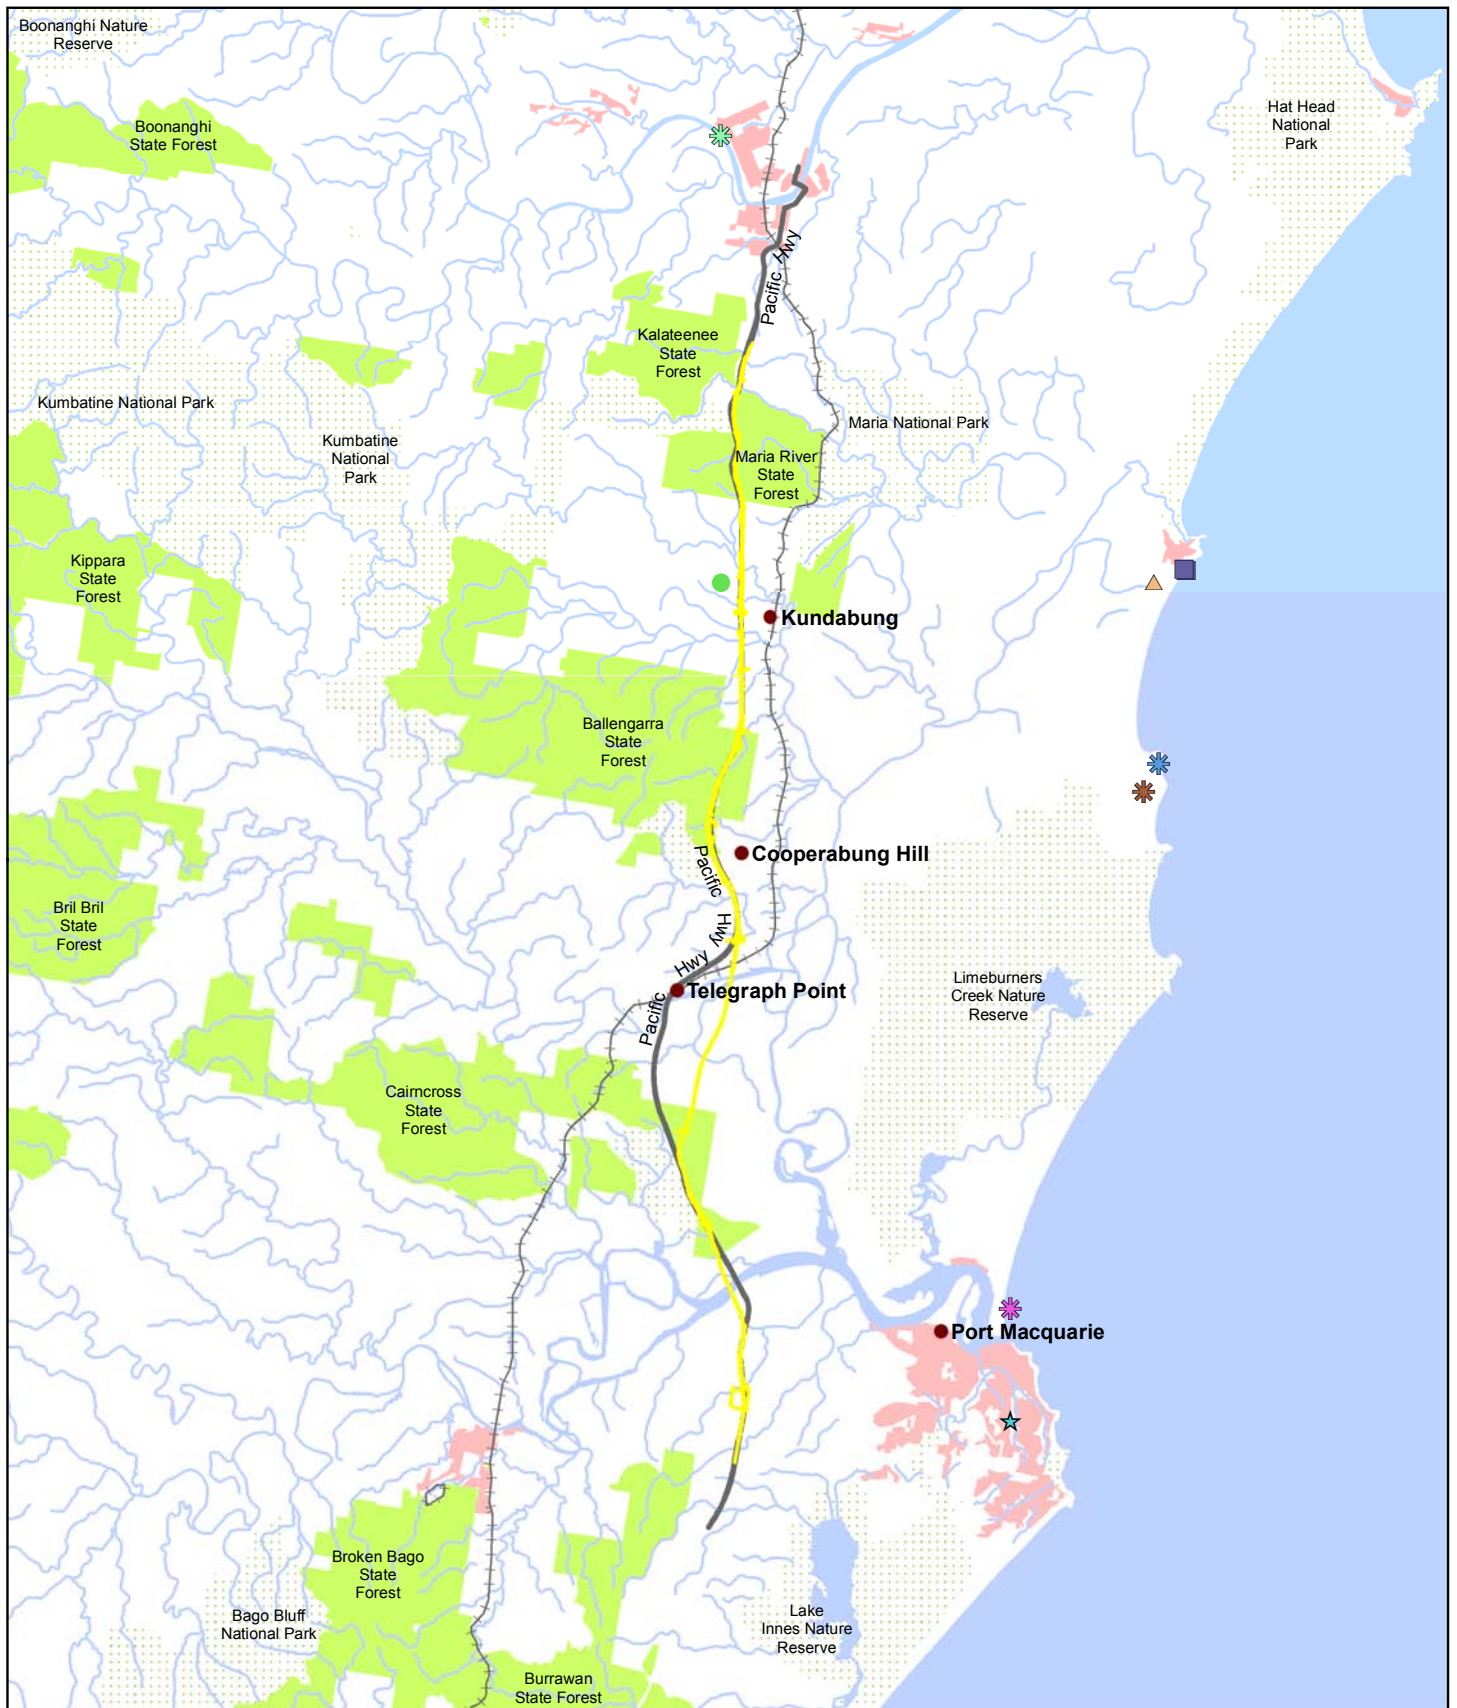 Boonanghi Nature
Reserve
Hat Head
National
Park
Boonanghi
State Forest
Pacific Hwy
Kalateenee
State
Forest
Kumbatine National Park
Maria National Park
Kumbatine
National
Park
Maria River
State
Forest
Kippara
State
Forest
Kundabung
Ballengarra
State
Forest
Cooperabung Hill
Pacific Hwy
Bril Bril
State
Forest
Pacific Hwy
Telegraph Point
Limeburners
Creek Nature
Reserve
Cairncross
State
Forest
Port Macquarie
Broken Bago
State
Forest
Bago Bluff
National Park
Lake
Innes Nature
Reserve
Burrawan
State Forest